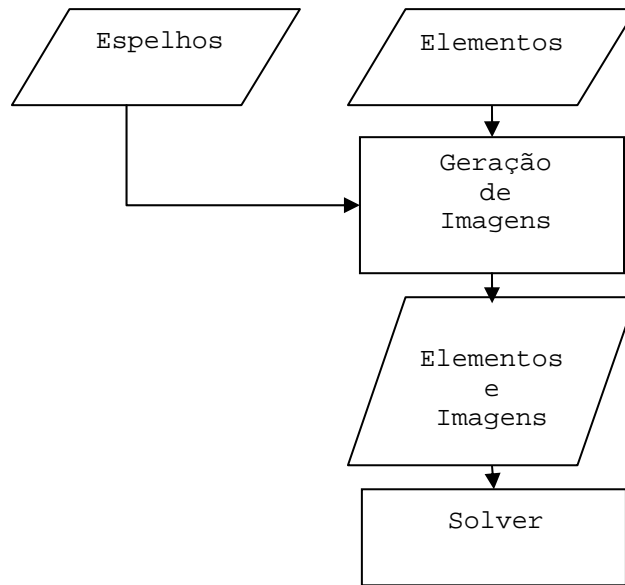 Espelhos
Elementos
Geração
de
Imagens
Elementos
e
Imagens
Solver